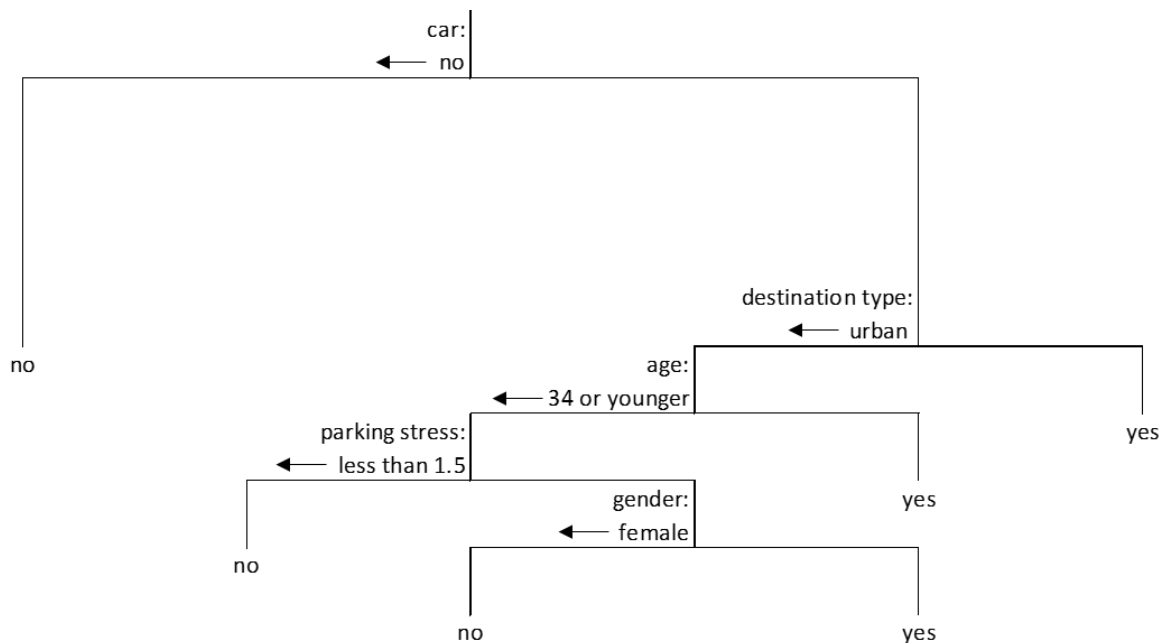 car:
no
destination type:
urban
no
age:
34 or younger
yes
parking stress:
less than 1.5
yes
gender:
female
no
no
yes